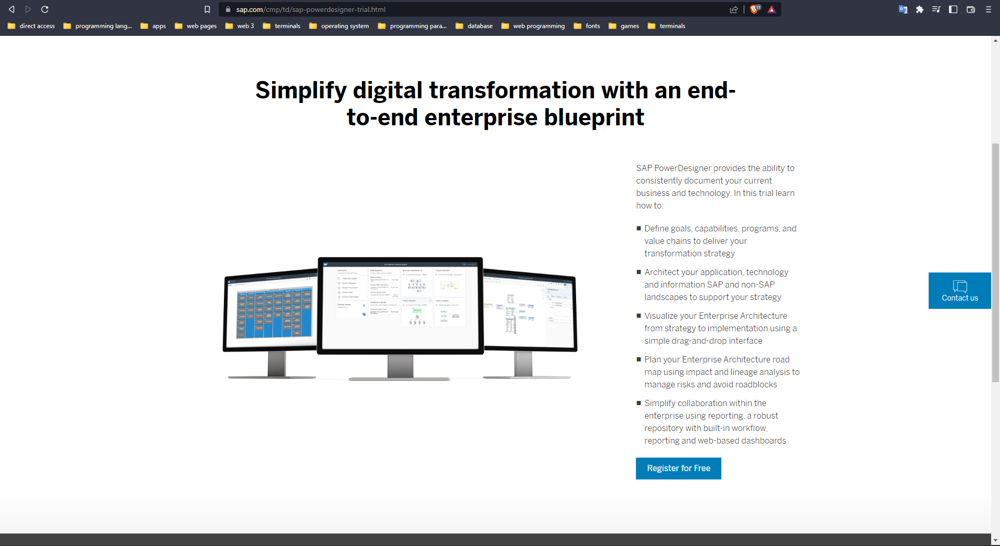 sap.com/cmp/td/sap-powerdesigner-trial.html
17
direct access
programming lang...
apps
web pages
web 3
terminals
operating system
programming para...
database
web programming
fonts
games
terminals
Simplify digital transformation with an end-
to-end enterprise blueprint
SAP PowerDesigner provides the ability to
consistently document your current
business and technology. In this trial learn
how to:
Define goals, capabilities, programs, and
value chains to deliver your
transformation strategy
Architect your application, technology
and information SAP and non-SAP
landscapes to support your strategy
Visualize your Enterprise Architecture
from strategy to implementation using a
simple drag-and-drop interface
Plan your Enterprise Architecture road
map using impact and lineage analysis to
manage risks and avoid roadblocks
Simplify collaboration within the
enterprise using reporting, a robust
repository with built-in workflow,
reporting and web-based dashboards
Register for Free
Contact us